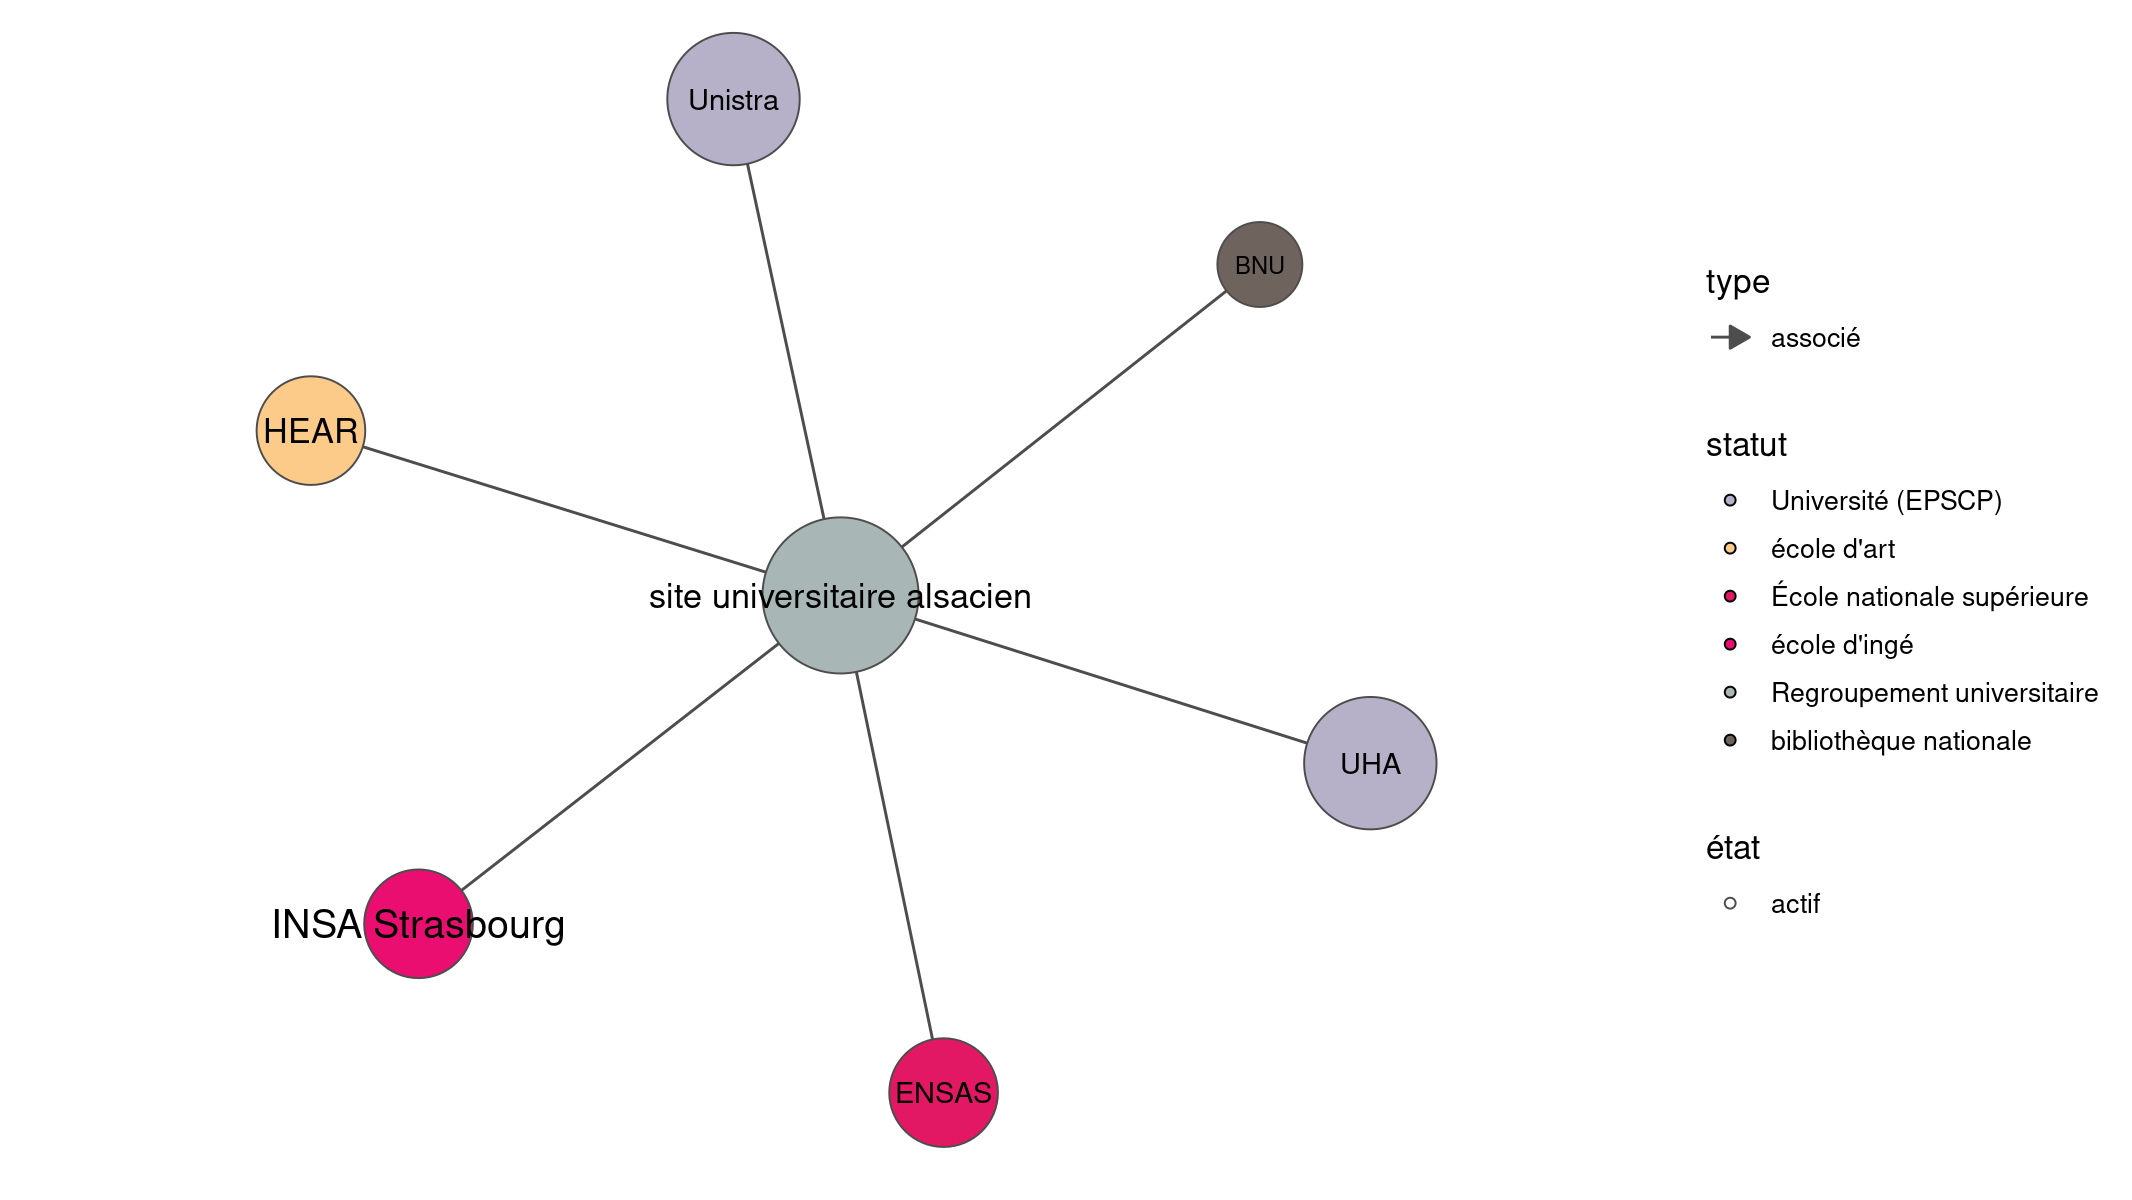 Unistra
BNU
HEAR
site universitaire alsacien
UHA
INSA Strasbourg
ENSAS
type
associé
statut
Université (EPSCP)
école d'art
École nationale supérieure
école d'ingé
Regroupement universitaire
bibliothèque nationale
état
actif